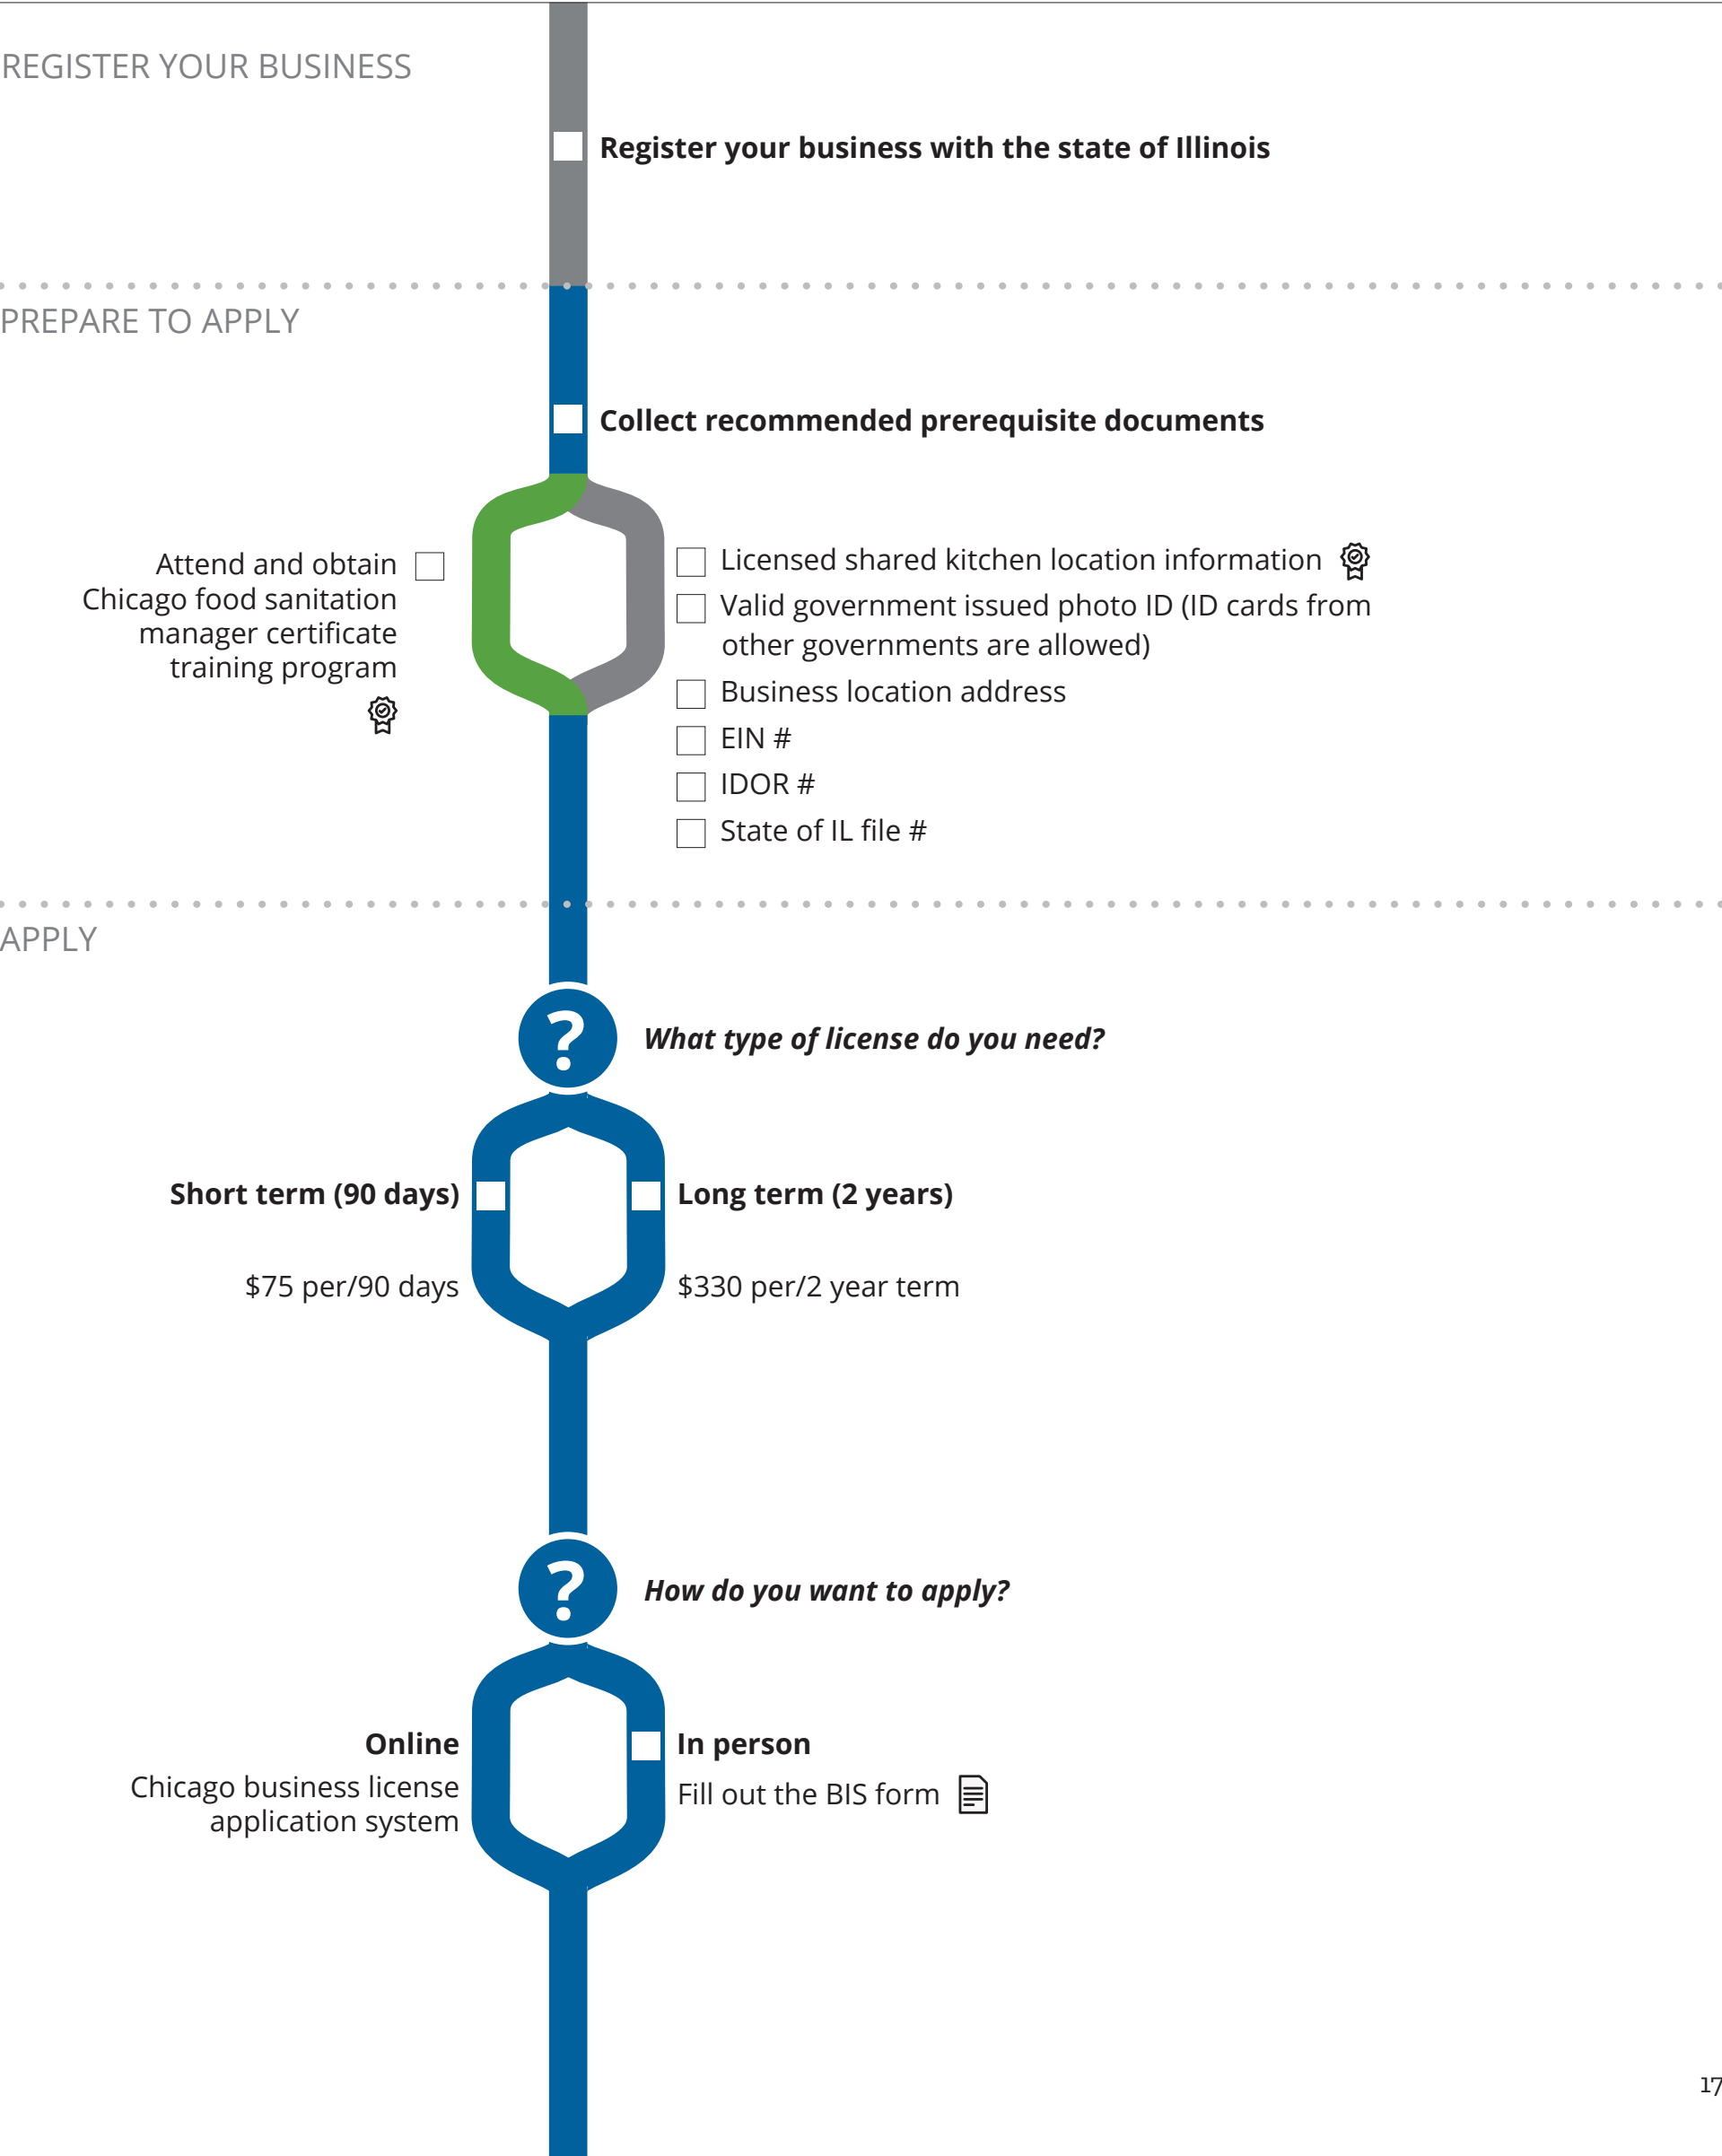 REGISTER YOUR BUSINESS
Register your business with the state of Illinois
PREPARE TO APPLY
Collect recommended prerequisite documents
Attend and obtain
Chicago food sanitation
manager certificate
training program
Licensed shared kitchen location information
Valid government issued photo ID (ID cards from
other governments are allowed)
Business location address
EIN #
IDOR #
State of IL file #
APPLY
?
What type of license do you need?
Short term (90 days)
$75 per/90 days
Long term (2 years)
$330 per/2 year term
?
How do you want to apply?
Online
Chicago business license
application system
In person
Fill out the BIS form
17